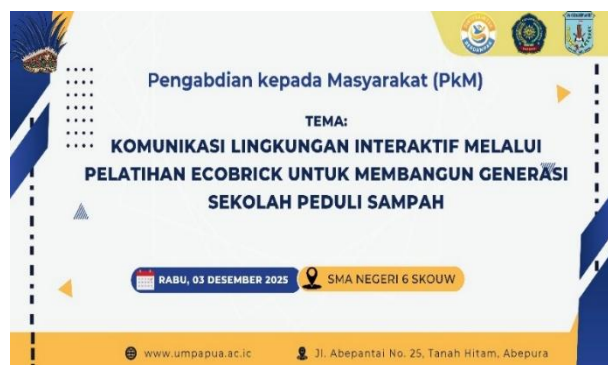 Pengabdian kepada Masyarakat (PkM)
TEMA:
KOMUNIKASI LINGKUNGAN INTERAKTIF MELALUI
PELATIHAN ECOBRICK UNTUK MEMBANGUN GENERASI
SEKOLAH PEDULI SAMPAH
RABU, 03 DESEMBER 2025
SMA NEGERI 6 SKOUW
www.umpapua.ac.ic
Jl. Abepantai No. 25, Tanah Hitam, Abepura